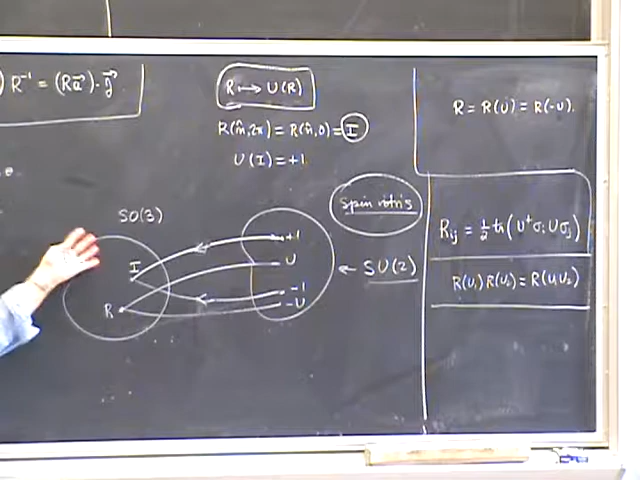 ) R⁻¹ = (Ra⃗)·J⃗
R ↦ U(R)
R(n̂,2π) = R(n̂,0) = I
U(I) = +1
R = R(U) = R(-U).
e.
Spin rot'ns
SO(3)
I
R
+1
U
-1
-U
← SU(2)
Rᵢⱼ = ½ tr(U⁺σᵢUσⱼ)
R(U₁)R(U₂) = R(U₁U₂)